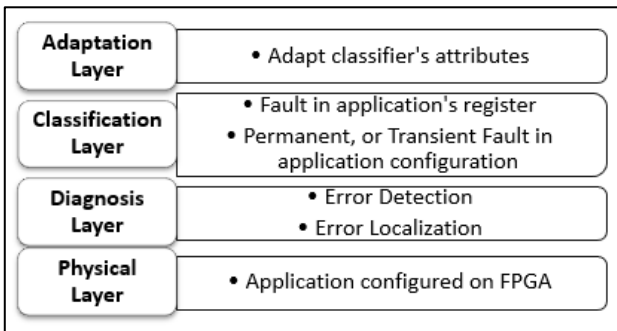 Adaptation
Layer
• Adapt classifier's attributes
Classification
Layer
• Fault in application's register
• Permanent, or Transient Fault in
application configuration
Diagnosis
Layer
• Error Detection
• Error Localization
Physical
Layer
• Application configured on FPGA